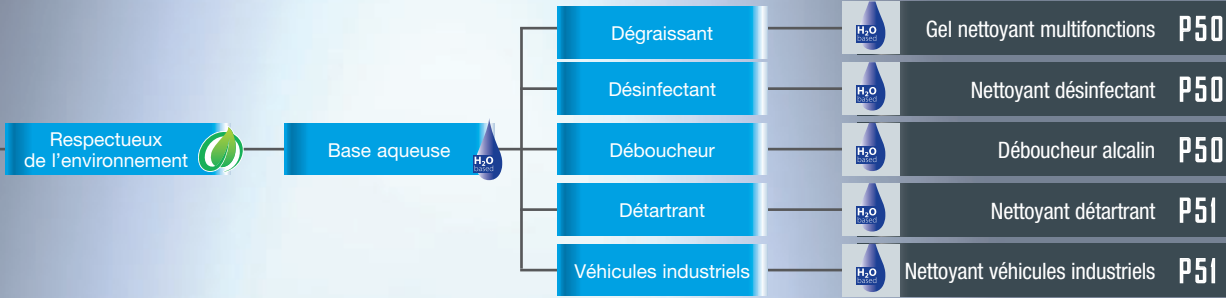 Respectueux
de l'environnement
Base aqueuse
H₂O
based
Dégraissant
H₂O
based
Gel nettoyant multifonctions P50
Désinfectant
H₂O
based
Nettoyant désinfectant P50
Déboucheur
H₂O
based
Déboucheur alcalin P50
Détartrant
H₂O
based
Nettoyant détartrant P51
Véhicules industriels
H₂O
based
Nettoyant véhicules industriels P51